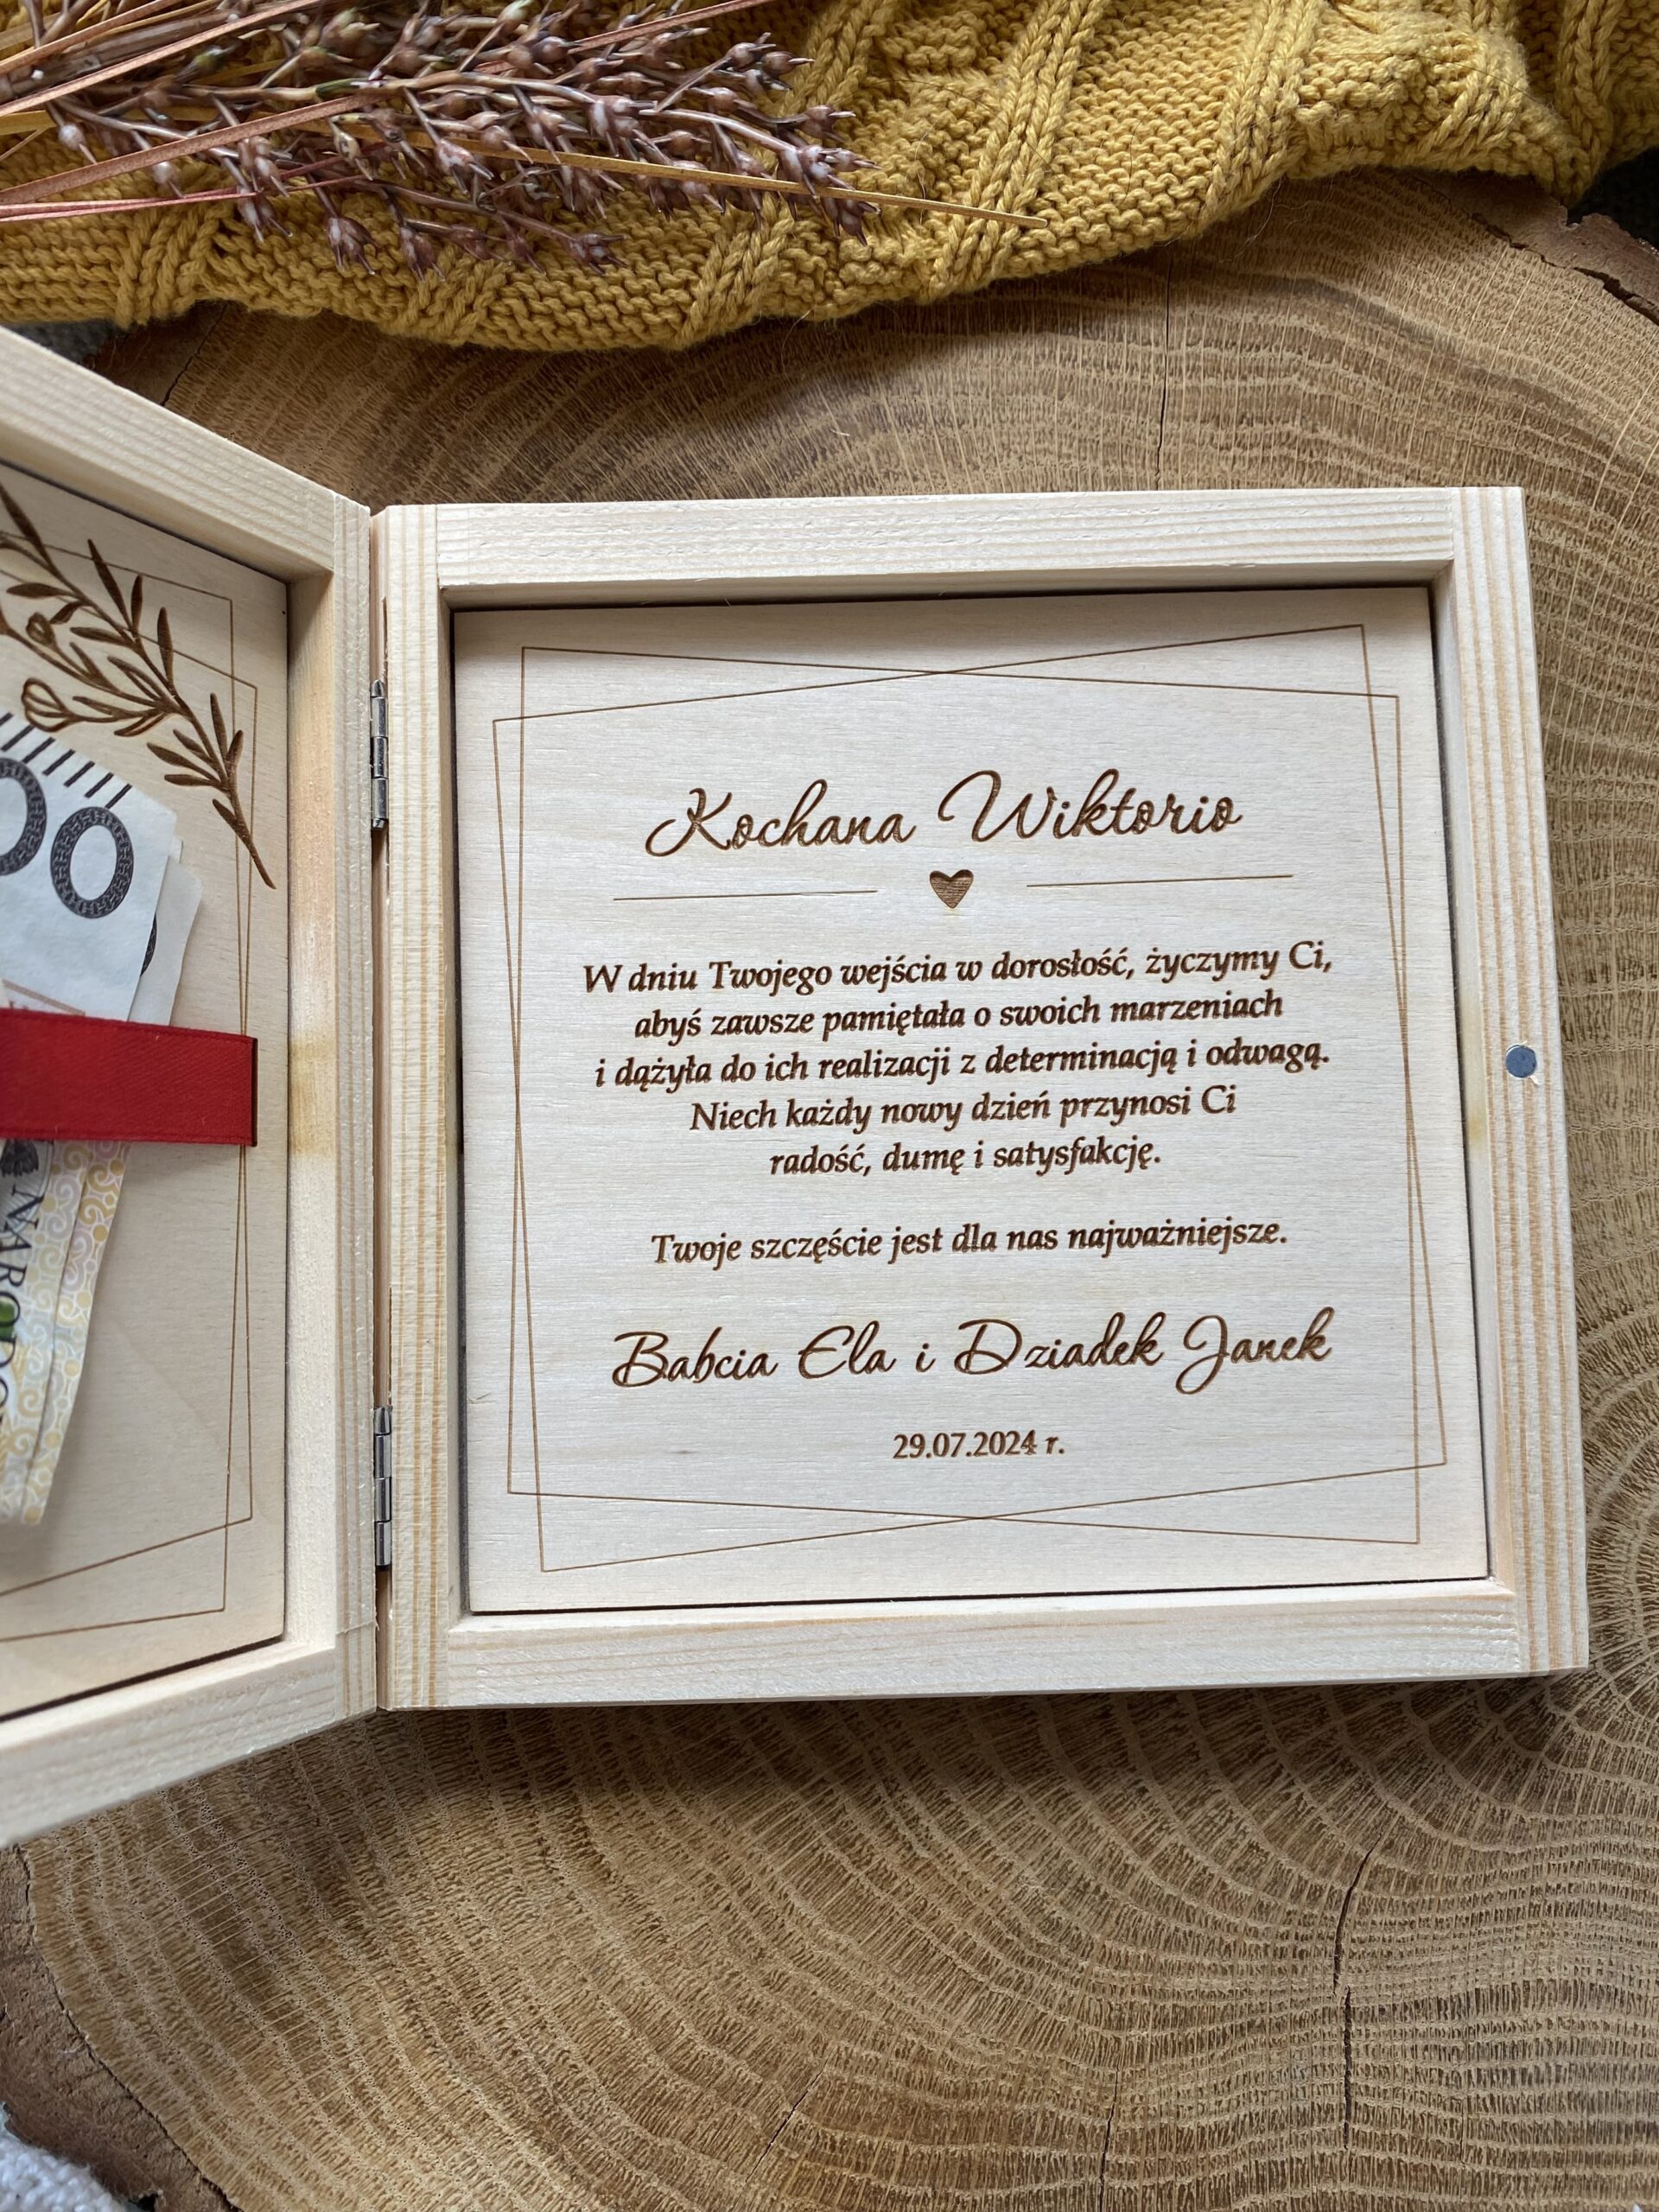 00
NAROD
Kochana Wiktorio
W dniu Twojego wejścia w dorosłość, życzymy Ci,
abyś zawsze pamiętała o swoich marzeniach
i dążyła do ich realizacji z determinacją i odwagą.
Niech każdy nowy dzień przynosi Ci
radość, dumę i satysfakcję.
Twoje szczęście jest dla nas najważniejsze.
Babcia Ela i Dziadek Janek
29.07.2024 r.